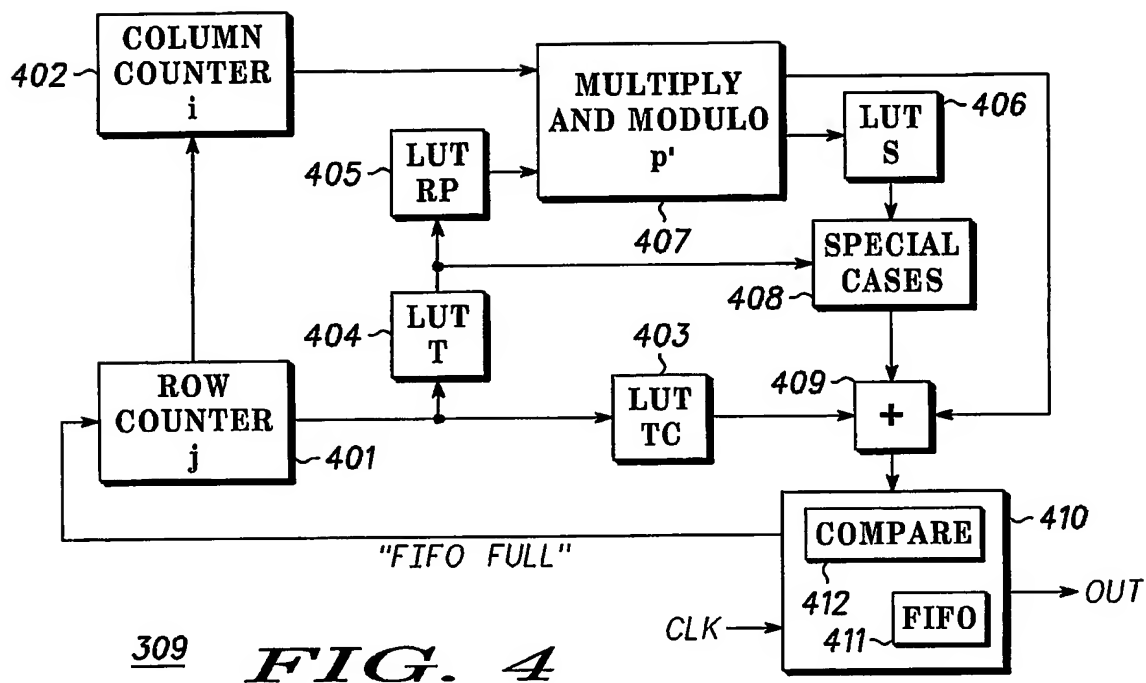 COLUMN
COUNTER
i
402
MULTIPLY
AND MODULO
p'
407
LUT
S
406
405
LUT
RP
SPECIAL
CASES
408
404
LUT
T
403
LUT
TC
409
+
ROW
COUNTER
j
401
410
COMPARE
412
FIFO
411
"FIFO FULL"
CLK
OUT
309
FIG. 4